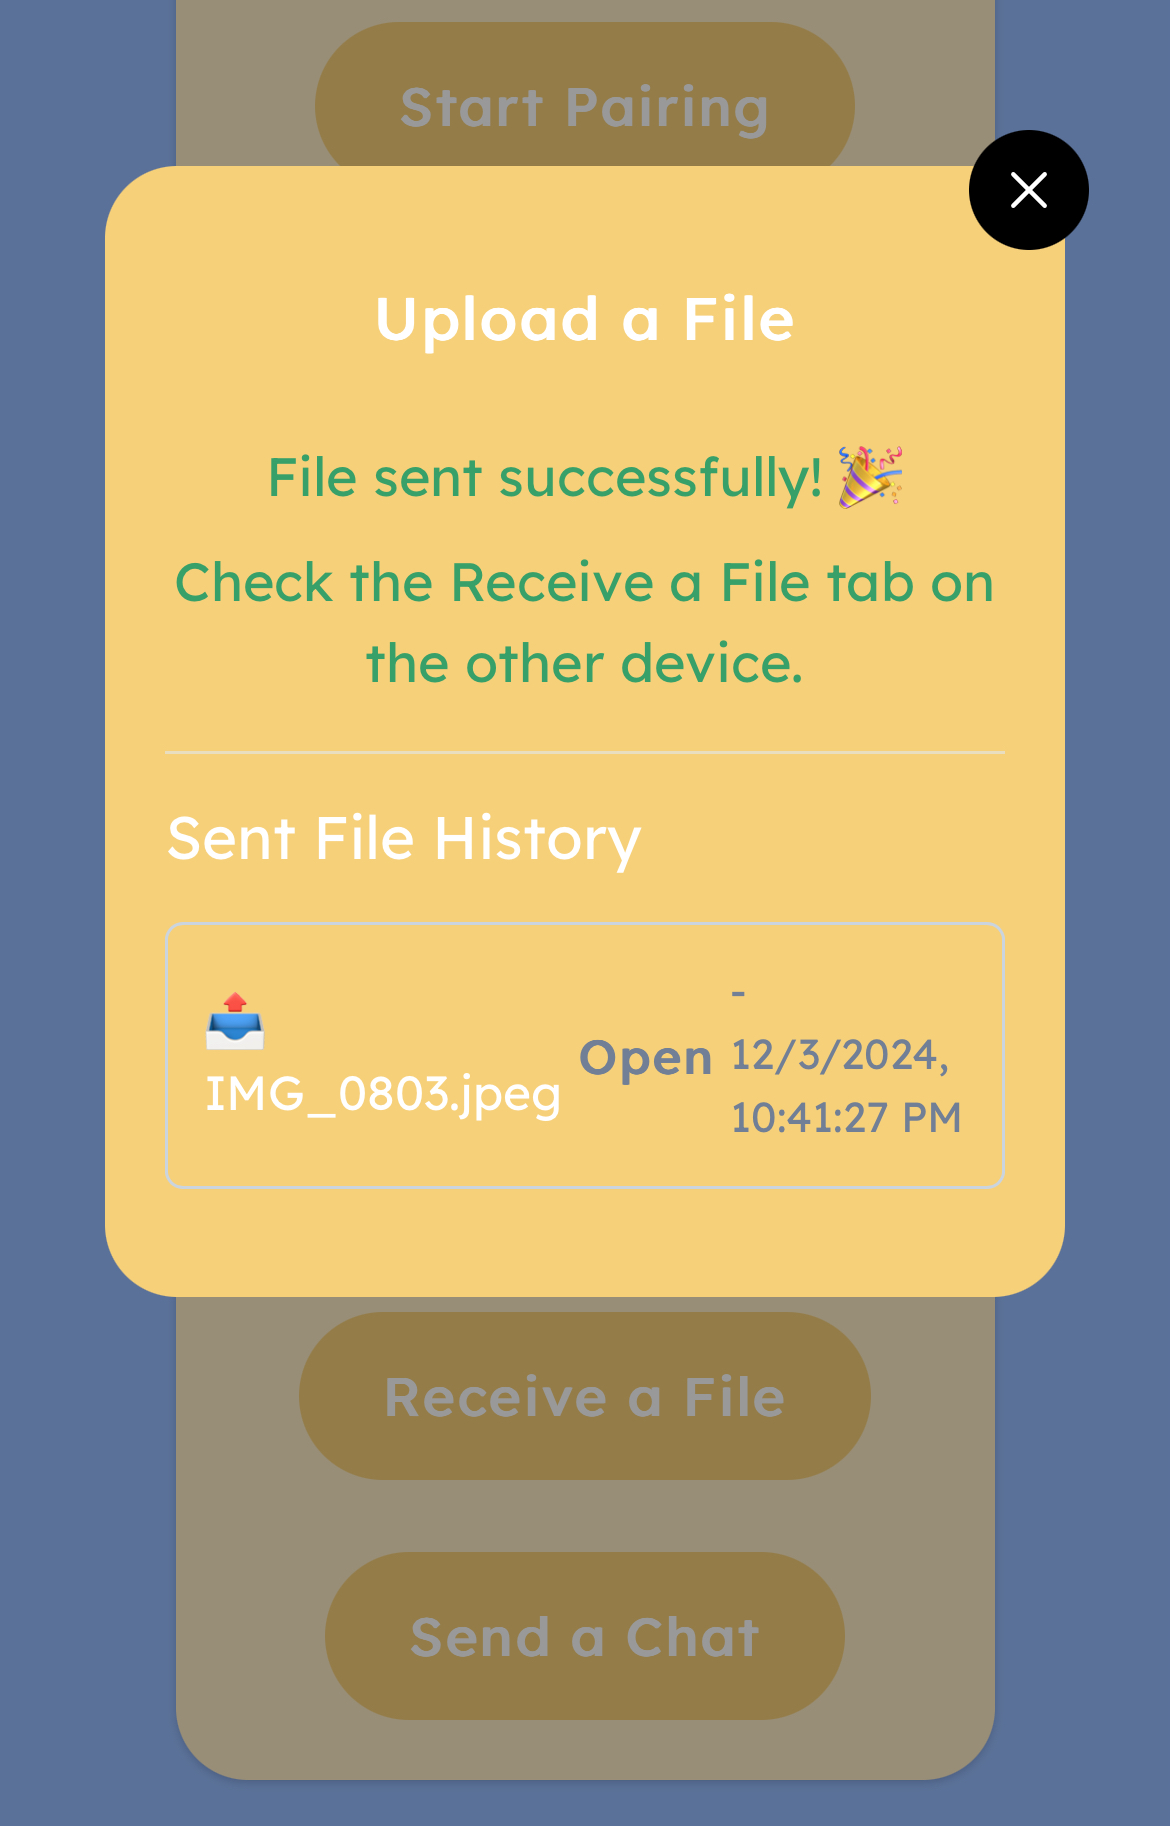 Start Pairing
Upload a File
File sent successfully! 🎉
Check the Receive a File tab on
the other device.
Sent File History
📤
IMG_0803.jpeg
Open
-
12/3/2024,
10:41:27 PM
Receive a File
Send a Chat